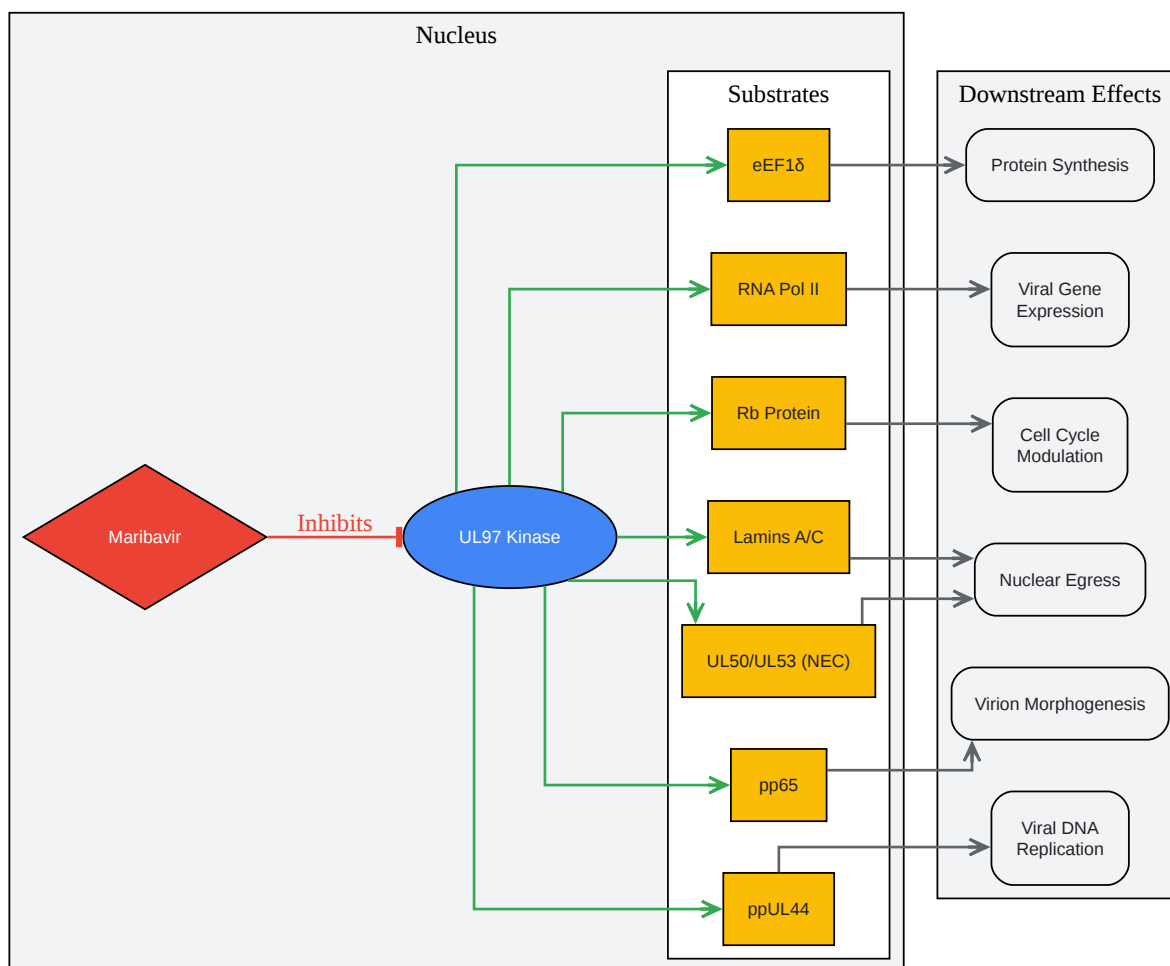 Nucleus
Substrates
Downstream Effects
eEF1δ
Protein Synthesis
RNA Pol II
Viral Gene
Expression
Rb Protein
Cell Cycle
Modulation
Maribavir
Inhibits
UL97 Kinase
Lamins A/C
Nuclear Egress
UL50/UL53 (NEC)
Virion Morphogenesis
pp65
Viral DNA
Replication
ppUL44